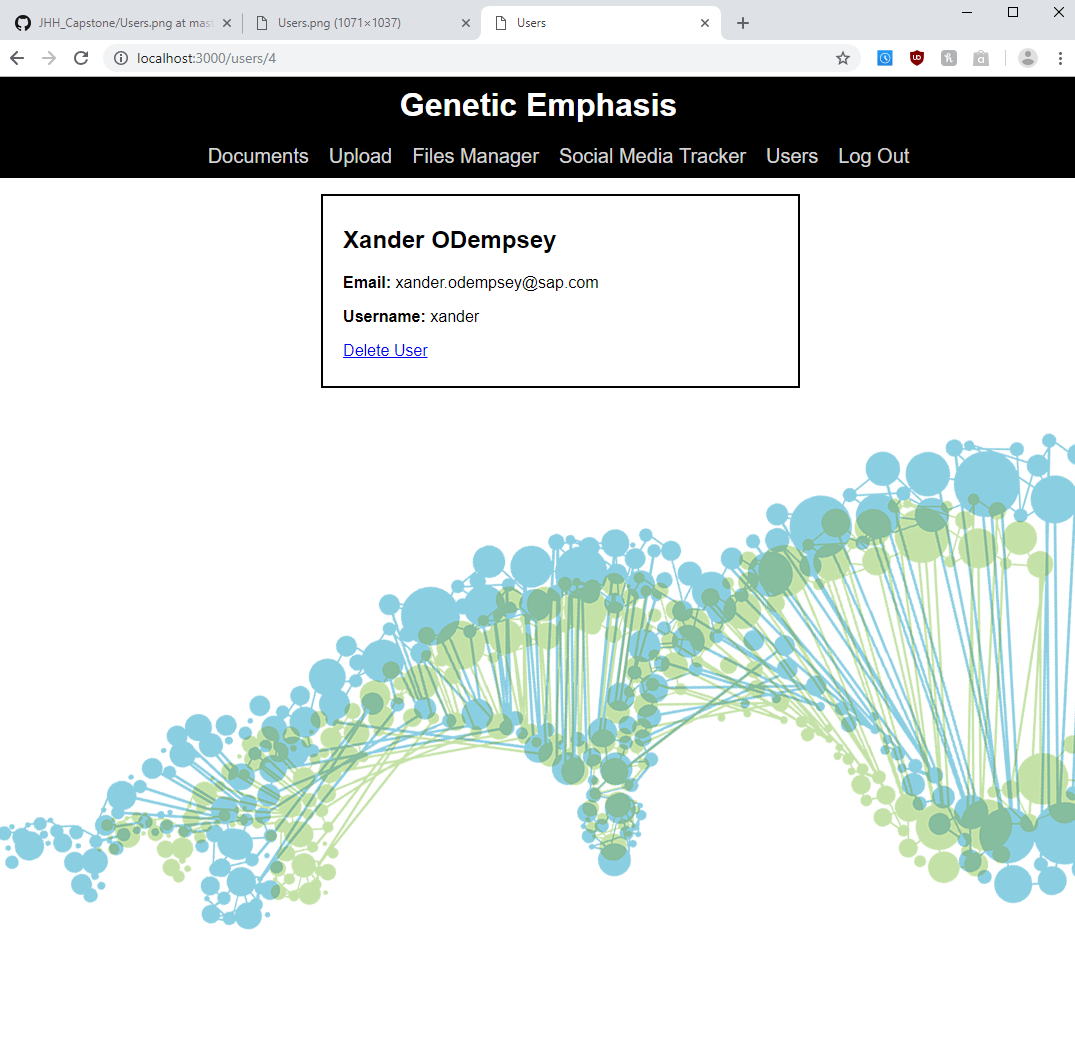 JHH_Capstone/Users.png at mas
Users.png (1071×1037)
Users
localhost:3000/users/4
Genetic Emphasis
Documents Upload Files Manager Social Media Tracker Users Log Out
Xander ODempsey
Email: xander.odempsey@sap.com
Username: xander
Delete User